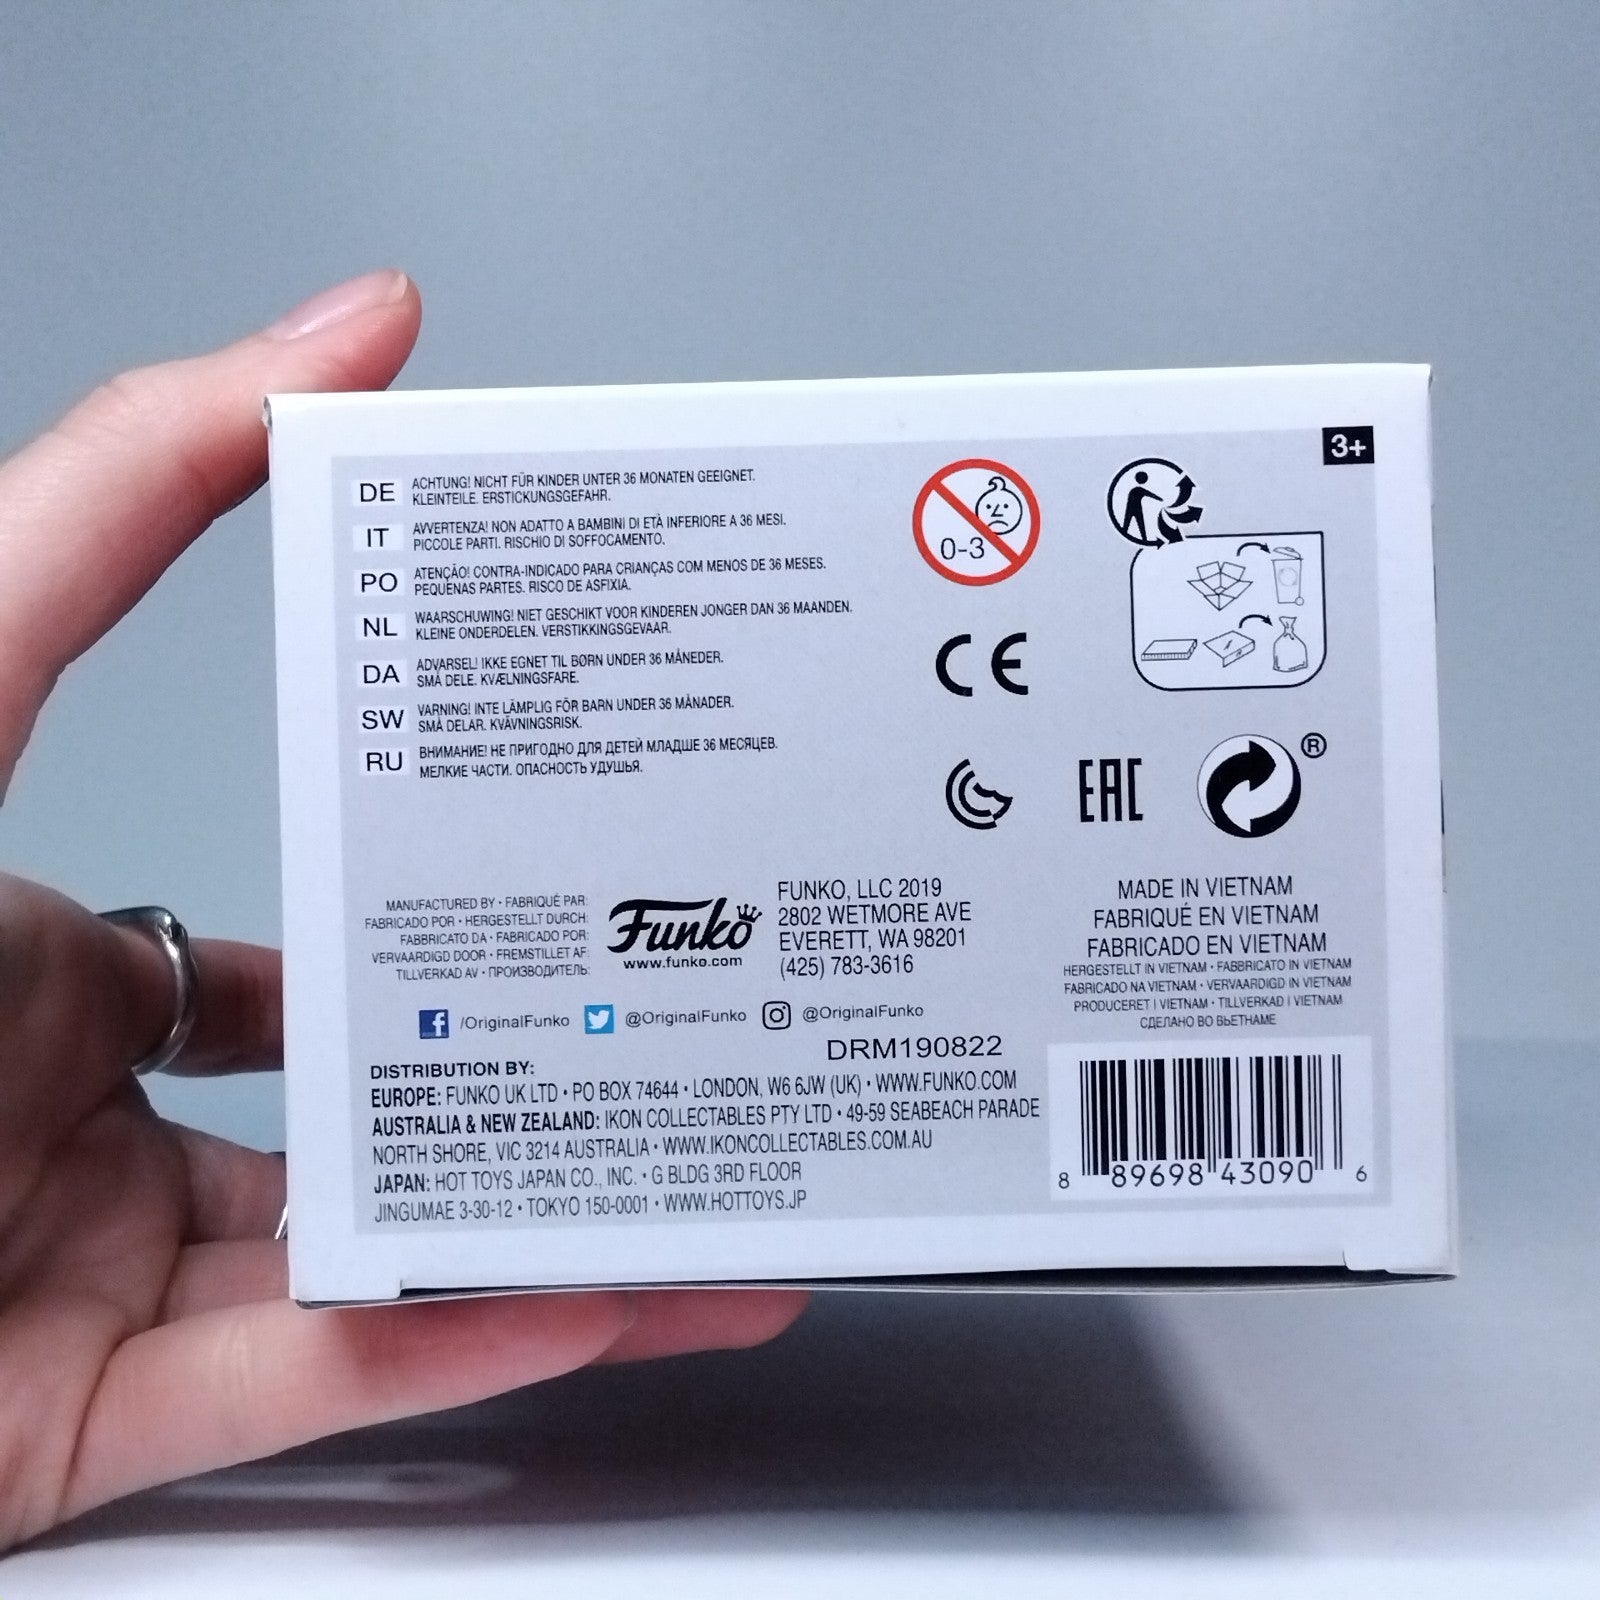 3+
DE
ACHTUNG! NICHT FÜR KINDER UNTER 36 MONATEN GEEIGNET.
KLEINTEILE. ERSTICKUNGSGEFAHR.
IT
AVVERTENZA! NON ADATTO A BAMBINI DI ETÀ INFERIORE A 36 MESI.
PICCOLE PARTI. RISCHIO DI SOFFOCAMENTO.
PO
ATENÇÃO! CONTRA-INDICADO PARA CRIANÇAS COM MENOS DE 36 MESES.
PEQUENAS PARTES. RISCO DE ASFIXIA.
NL
WAARSCHUWING! NIET GESCHIKT VOOR KINDEREN JONGER DAN 36 MAANDEN.
KLEINE ONDERDELEN. VERSTIKKINGSGEVAAR.
DA
ADVARSEL! IKKE EGNET TIL BØRN UNDER 36 MÅNEDER.
SMÅ DELE. KVÆLNINGSFARE.
SW
VARNING! INTE LÄMPLIG FÖR BARN UNDER 36 MÅNADER.
SMÅ DELAR. KVÄVNINGSRISK.
RU
ВНИМАНИЕ! НЕ ПРИГОДНО ДЛЯ ДЕТЕЙ МЛАДШЕ 36 МЕСЯЦЕВ.
МЕЛКИЕ ЧАСТИ. ОПАСНОСТЬ УДУШЬЯ.
0-3
CE
EAC
®
MANUFACTURED BY • FABRIQUÉ PAR:
FABRICADO POR • HERGESTELLT DURCH:
FABBRICATO DA • FABRICADO POR:
VERVAARDIGD DOOR • FREMSTILLET AF:
TILLVERKAD AV • ПРОИЗВОДИТЕЛЬ:
Funko
www.funko.com
FUNKO, LLC 2019
2802 WETMORE AVE
EVERETT, WA 98201
(425) 783-3616
MADE IN VIETNAM
FABRIQUÉ EN VIETNAM
FABRICADO EN VIETNAM
HERGESTELLT IN VIETNAM • FABBRICATO IN VIETNAM
FABRICADO NA VIETNAM • VERVAARDIGD IN VIETNAM
PRODUCERET I VIETNAM • TILLVERKAD I VIETNAM
СДЕЛАНО ВО ВЬЕТНАМЕ
f /OriginalFunko @OriginalFunko @OriginalFunko
DRM190822
DISTRIBUTION BY:
EUROPE: FUNKO UK LTD • PO BOX 74644 • LONDON, W6 6JW (UK) • WWW.FUNKO.COM
AUSTRALIA & NEW ZEALAND: IKON COLLECTABLES PTY LTD • 49-59 SEABEACH PARADE
NORTH SHORE, VIC 3214 AUSTRALIA • WWW.IKONCOLLECTABLES.COM.AU
JAPAN: HOT TOYS JAPAN CO., INC. • G BLDG 3RD FLOOR
JINGUMAE 3-30-12 • TOKYO 150-0001 • WWW.HOTTOYS.JP
8 89698 43090 6